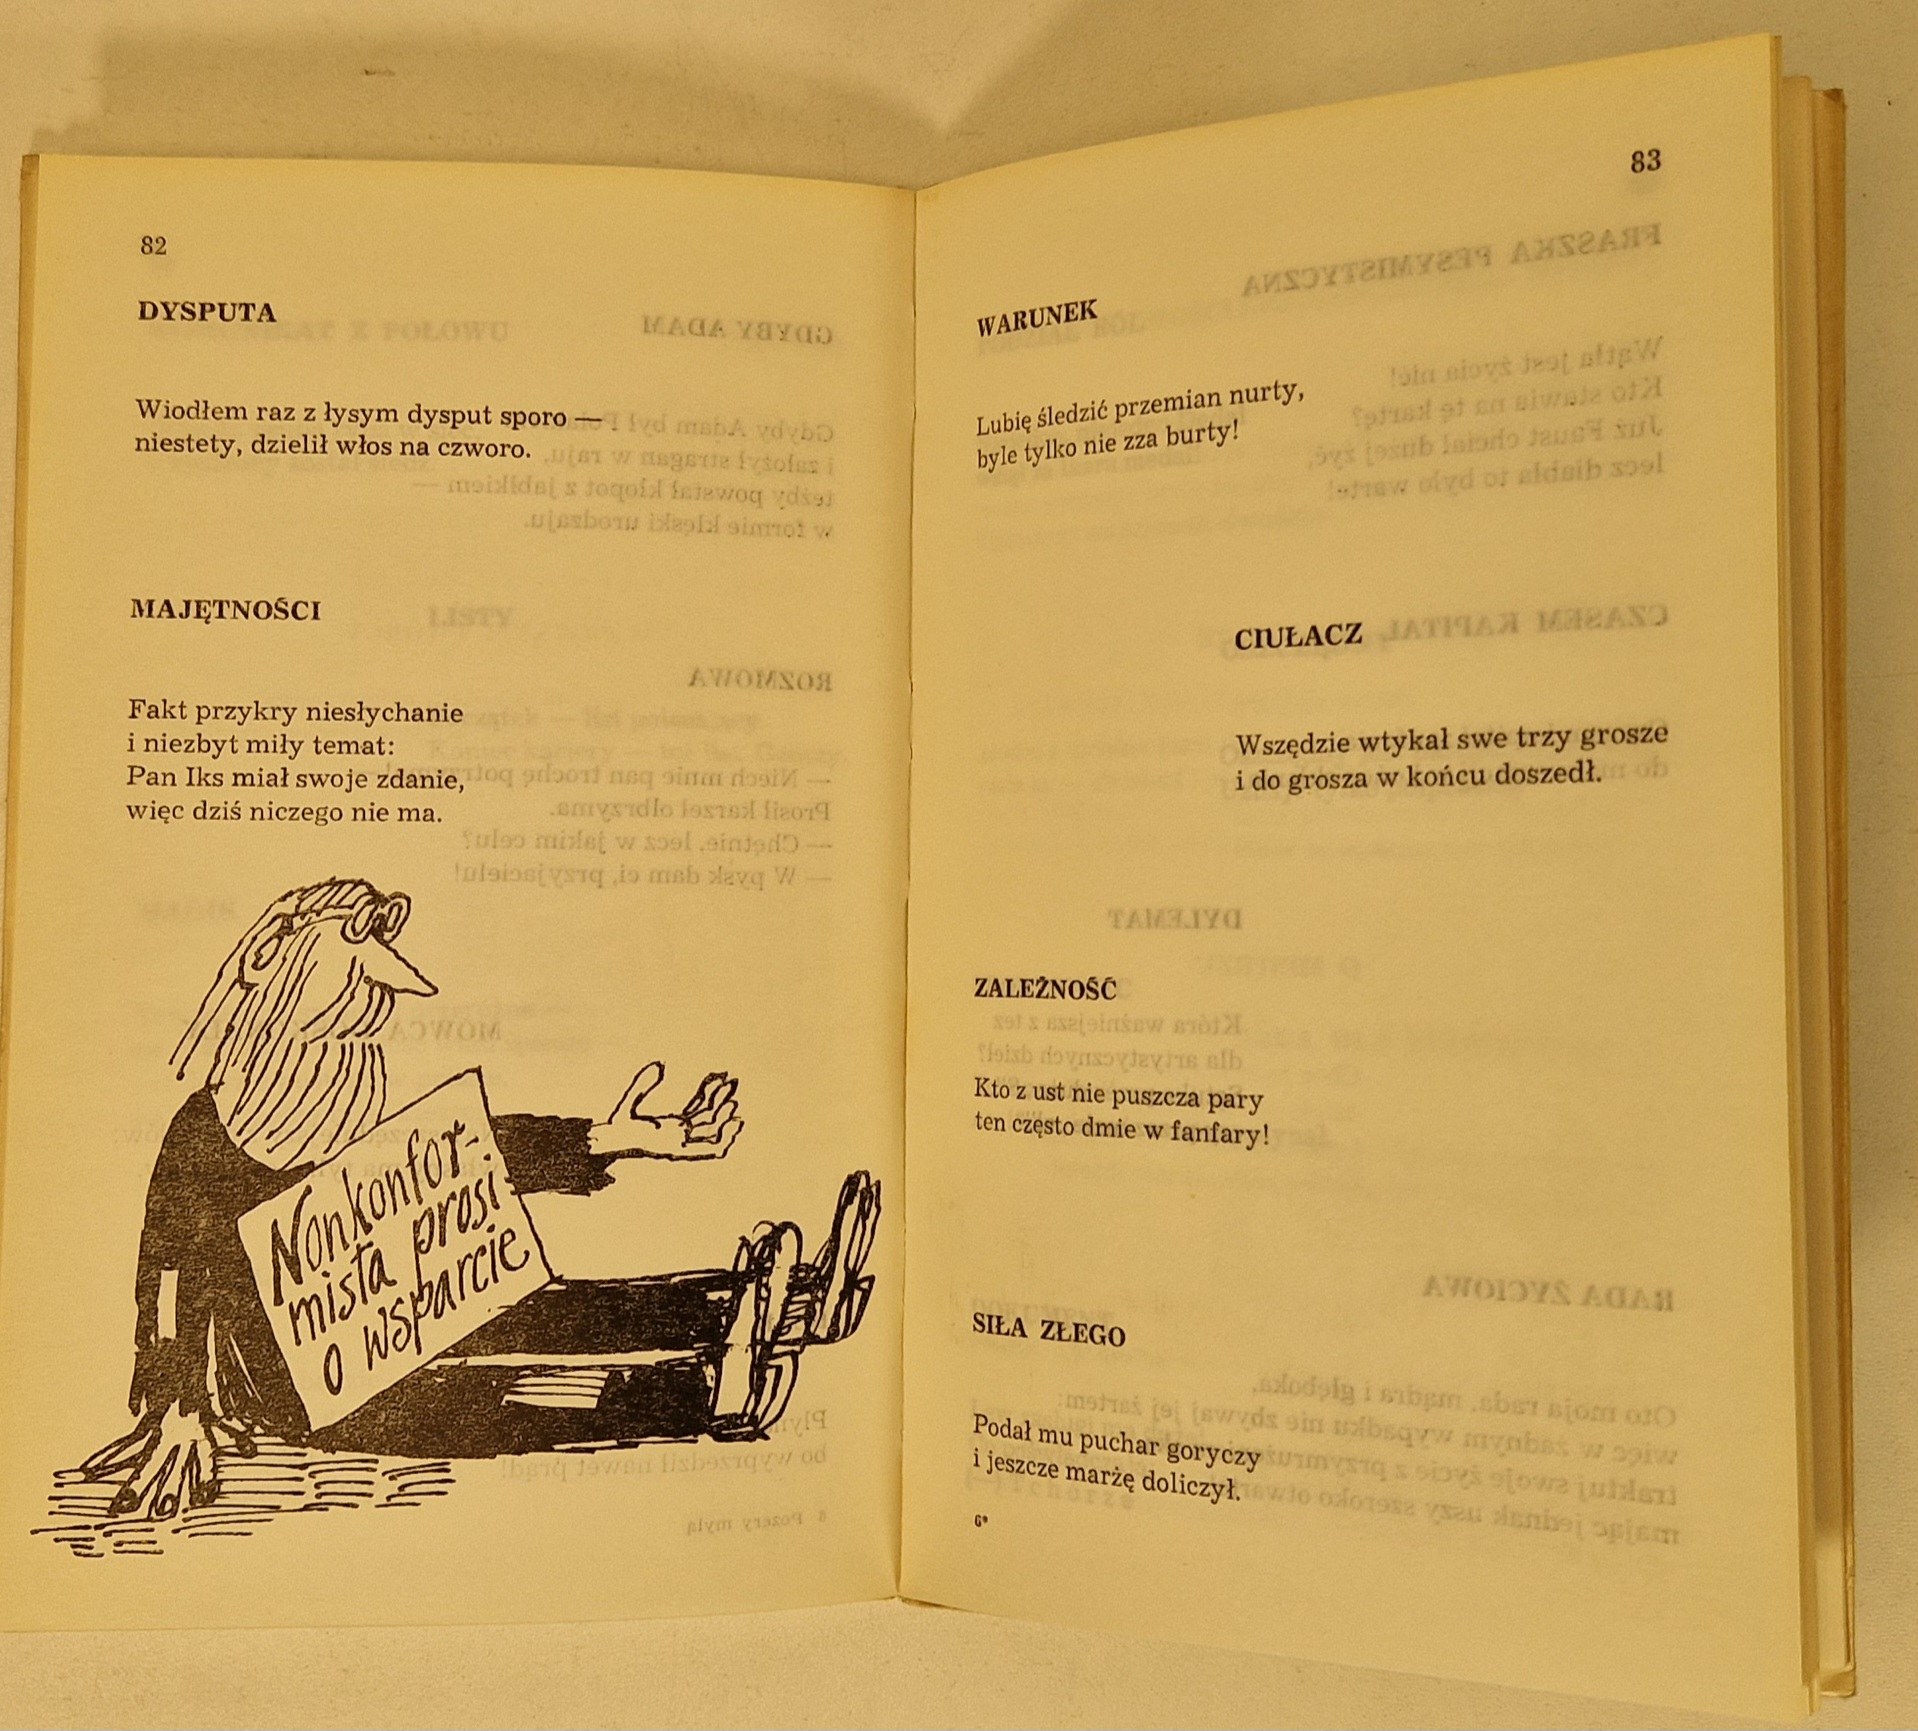 82
DYSPUTA
Wiodłem raz z łysym dysput sporo —
niestety, dzielił włos na czworo.
MAJĘTNOŚCI
Fakt przykry niesłychanie
i niezbyt miły temat:
Pan Iks miał swoje zdanie,
więc dziś niczego nie ma.
Nonkonfor-
mista prosi
o wsparcie
83
WARUNEK
Lubię śledzić przemian nurty,
byle tylko nie zza burty!
CIUŁACZ
Wszędzie wtykał swe trzy grosze
i do grosza w końcu doszedł.
ZALEŻNOŚĆ
Kto z ust nie puszcza pary
ten często dmie w fanfary!
SIŁA ZŁEGO
Podał mu puchar goryczy
i jeszcze marżę doliczył.
6*